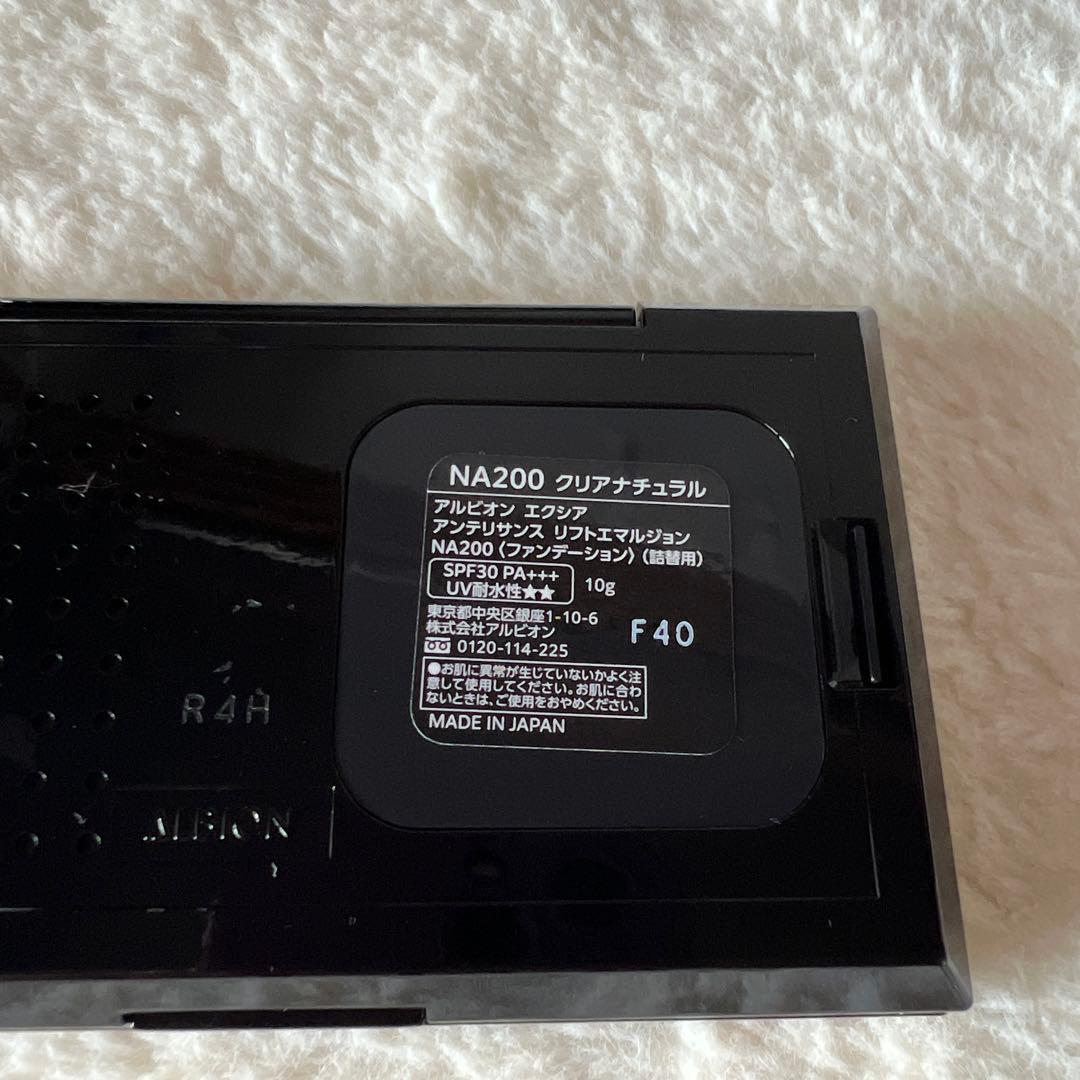 NA200 クリアナチュラル
アルビオン エクシア
アンテリサンス リフトエマルジョン
NA200〈ファンデーション〉(詰替用)
SPF30 PA+++
UV耐水性★★
10g
東京都中央区銀座1-10-6
株式会社アルビオン
0120-114-225
F40
●お肌に異常が生じていないかよく注
意して使用してください。お肌に合わ
ないときは、ご使用をおやめください。
MADE IN JAPAN
R4H
ALBION